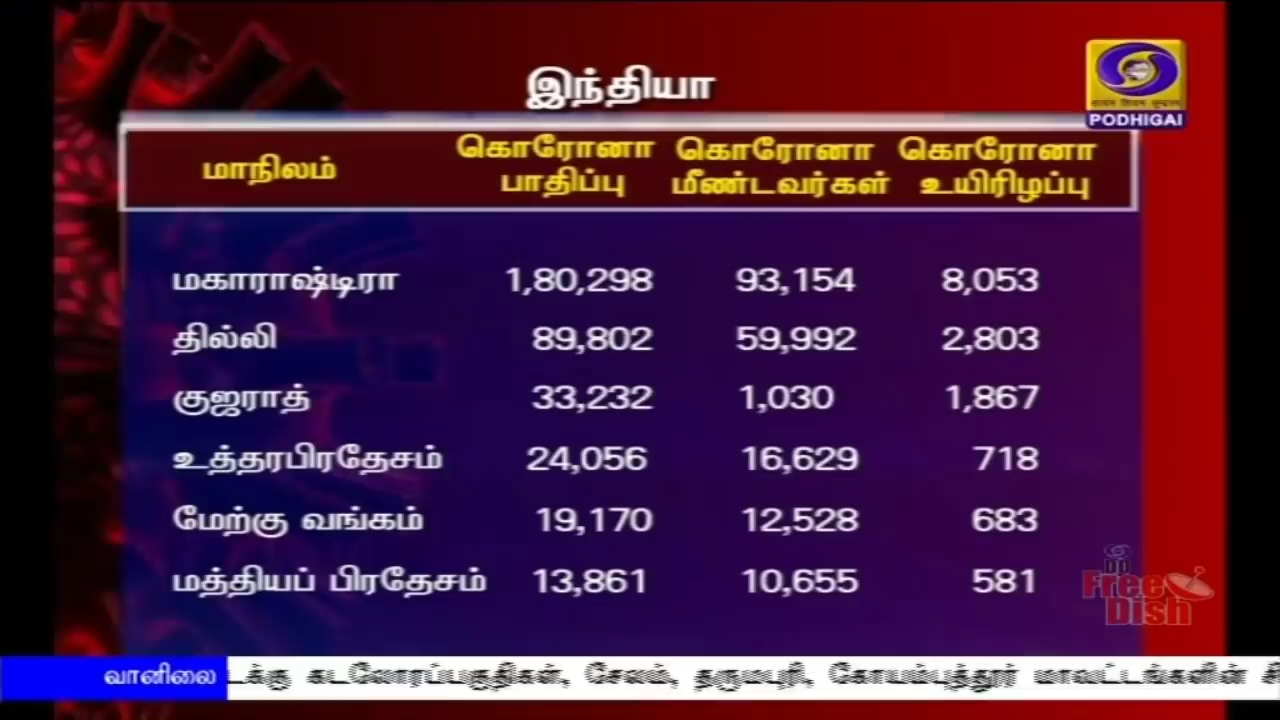 இந்தியா
PODHIGAI
மாநிலம் கொரோனா பாதிப்பு கொரோனா மீண்டவர்கள் கொரோனா உயிரிழப்பு
மகாராஷ்டிரா 1,80,298 93,154 8,053
தில்லி 89,802 59,992 2,803
குஜராத் 33,232 1,030 1,867
உத்தரபிரதேசம் 24,056 16,629 718
மேற்கு வங்கம் 19,170 12,528 683
மத்தியப் பிரதேசம் 13,861 10,655 581
DD
Free
Dish
வானிலை டக்கு கடலோரப்பகுதிகள், சேலம், தருமபுரி, கோயம்புத்தூர் மாவட்டங்களின்